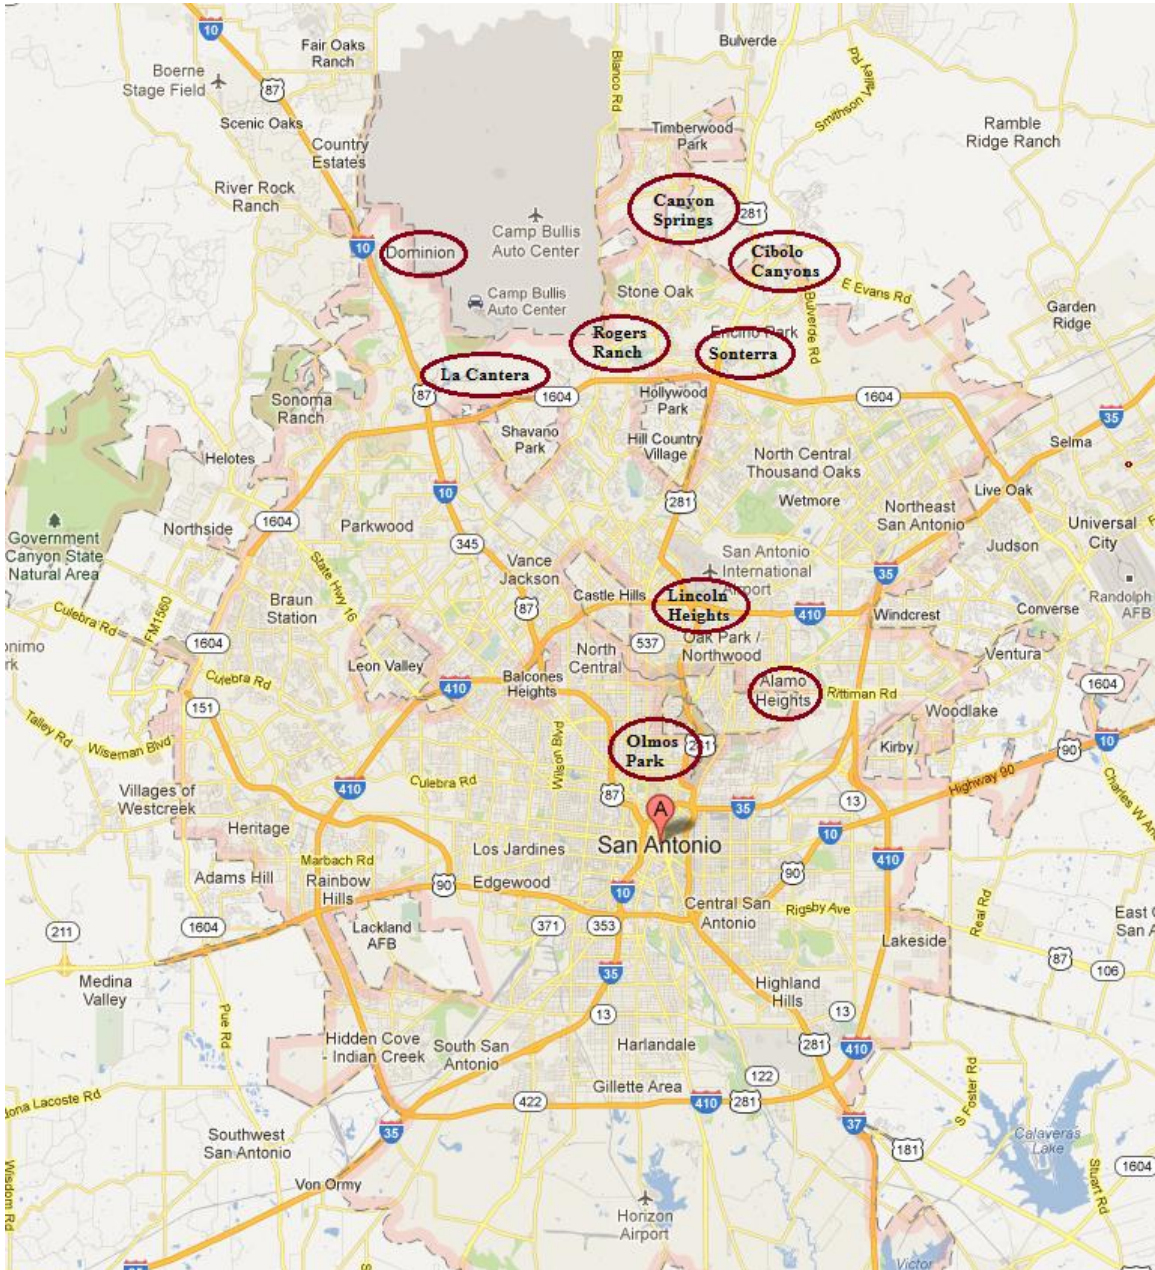 10
Fair Oaks
Ranch
Bulverde
Boerne
Stage Field
87
Blanco Rd
Smithson Valley Rd
Scenic Oaks
Country
Estates
Timberwood
Park
Ramble
Ridge Ranch
River Rock
Ranch
Canyon
Springs
281
Camp Bullis
Auto Center
10
Dominion
Cibolo
Canyons
Camp Bullis
Auto Center
Stone Oak
E Evans Rd
Bulverde Rd
Garden
Ridge
Rogers
Ranch
Encino Park
Sonterra
La Cantera
87
1604
Hollywood
Park
1604
Sonoma
Ranch
35
Shavano
Park
Hill Country
Village
Selma
Helotes
North Central
Thousand Oaks
10
281
Wetmore
Live Oak
Northeast
San Antonio
Northside
1604
Parkwood
Universal
City
Government
Canyon State
Natural Area
345
State Hwy 16
Vance
Jackson
San Antonio
International
Airport
35
Judson
Braun
Station
Castle Hills
Lincoln
Heights
Randolph
AFB
Culebra Rd
FM1560
87
410
Windcrest
Converse
1604
537
Oak Park /
Northwood
onimo
rk
Leon Valley
North
Central
Ventura
Culebra Rd
Balcones
Heights
Alamo
Heights
Rittiman Rd
1604
410
151
Woodlake
Talley Rd
Wiseman Blvd
Wilson Blvd
Olmos
Park
281
Kirby
90
10
Culebra Rd
Highway 90
Villages of
Westcreek
410
87
A
35
13
Charles W An
Heritage
San Antonio
10
Los Jardines
Marbach Rd
410
Adams Hill
Rainbow
Hills
90
Edgewood
10
90
Central San
Antonio
Rigsby Ave
Real Rd
East C
San A
211
1604
Lackland
AFB
371
353
Lakeside
87
106
Medina
Valley
35
Highland
Hills
Pue Rd
13
13
Hidden Cove
- Indian Creek
South San
Antonio
Harlandale
281
410
122
Gillette Area
S Foster Rd
dona Lacoste Rd
422
410
281
Southwest
San Antonio
35
37
181
Calaveras
Lake
1604
Von Ormy
Stuart Rd
Wisdom Rd
Horizon
Airport
35
Victor